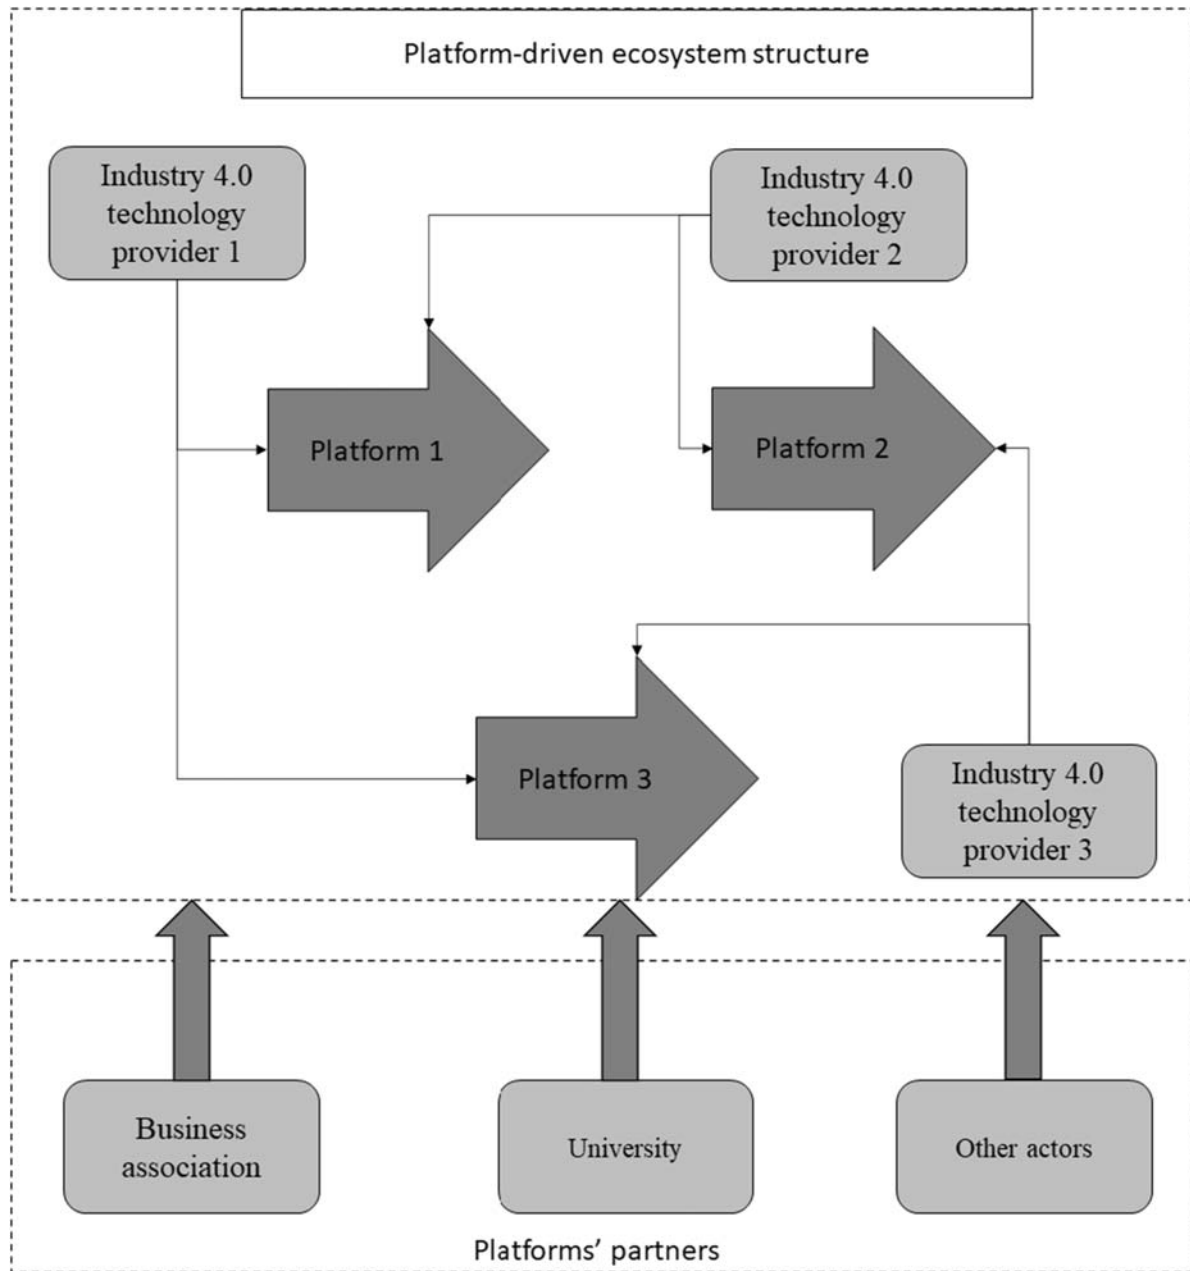 Platform-driven ecosystem structure
Industry 4.0
technology
provider 1
Industry 4.0
technology
provider 2
Platform 1
Platform 2
Platform 3
Industry 4.0
technology
provider 3
Business
association
University
Other actors
Platforms’ partners